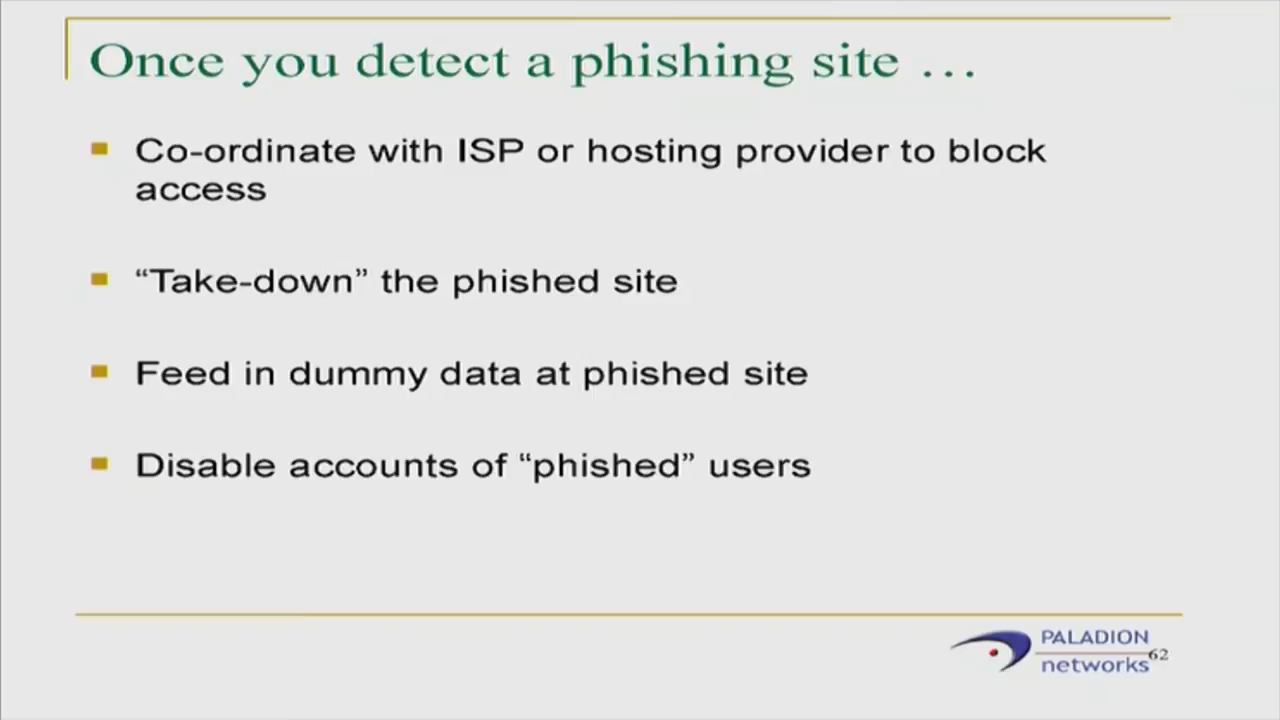 Once you detect a phishing site …
Co-ordinate with ISP or hosting provider to block
access
“Take-down” the phished site
Feed in dummy data at phished site
Disable accounts of “phished” users
PALADION
networks
62